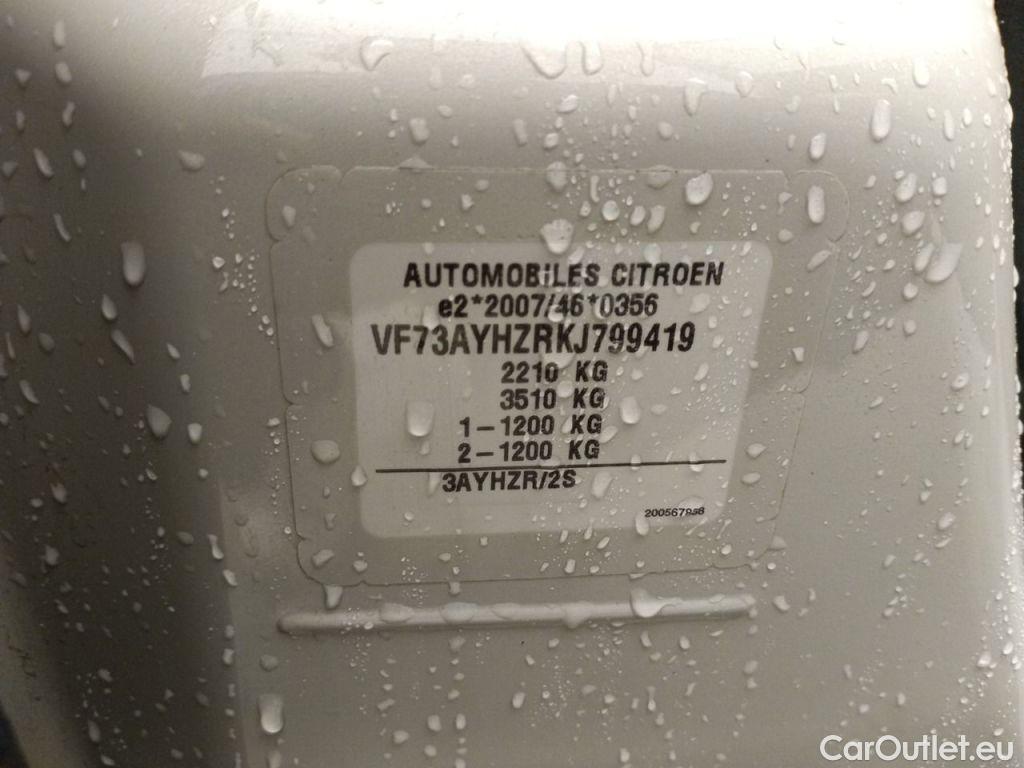 AUTOMOBILES CITROEN
e2*2007/46*0356
VF73AYHZRKJ799419
2210 KG
3510 KG
1-1200 KG
2-1200 KG
3AYHZR/2S
CarOutlet.eu